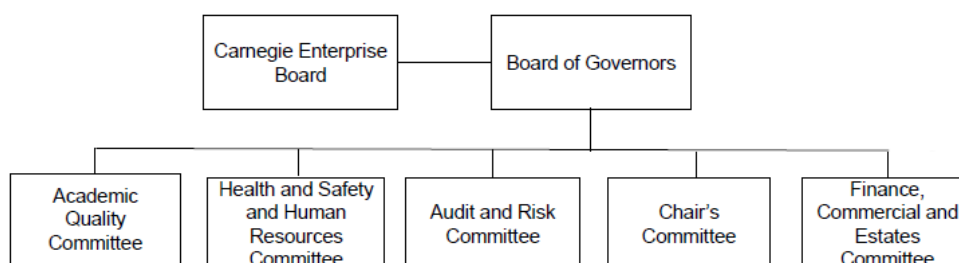 Carnegie Enterprise
Board
Board of Governors
Academic
Quality
Committee
Health and Safety
and Human
Resources
Committee
Audit and Risk
Committee
Chair's
Committee
Finance,
Commercial and
Estates
Committee